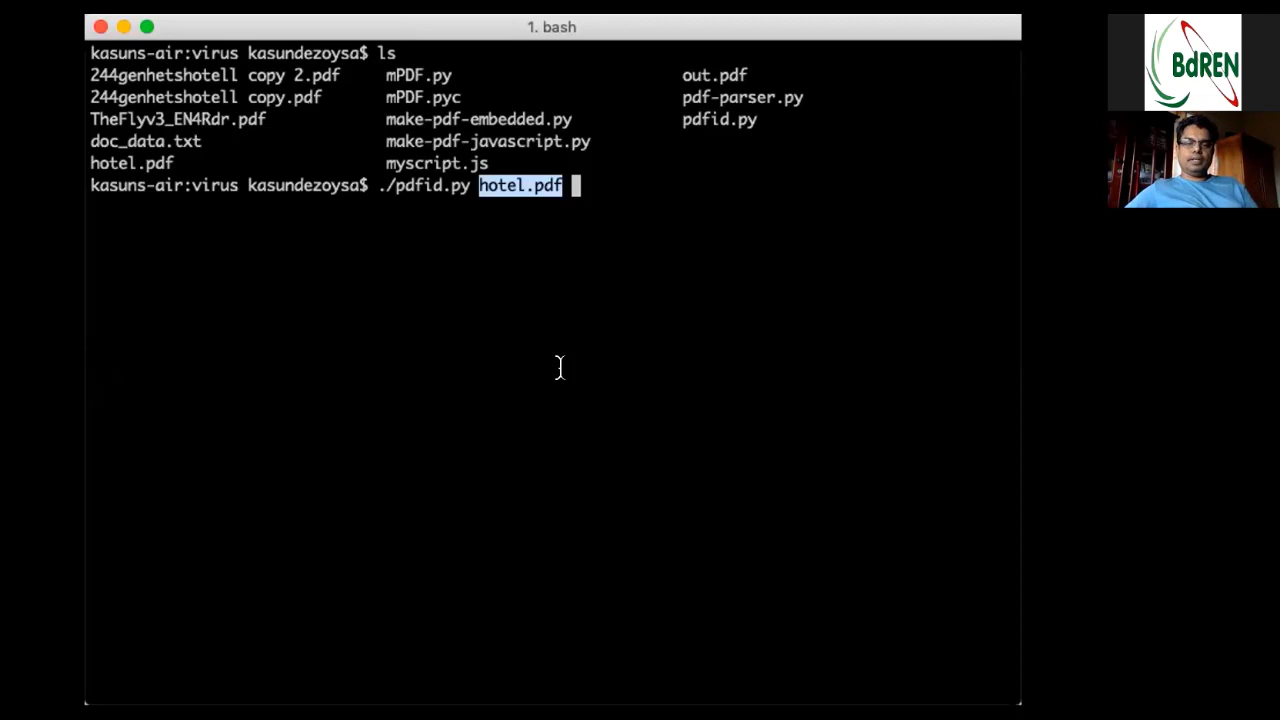 1. bash
kasuns-air:virus kasundezoysa$ ls
244genhetshotell copy 2.pdf mPDF.py out.pdf
244genhetshotell copy.pdf mPDF.pyc pdf-parser.py
TheFlyv3_EN4Rdr.pdf make-pdf-embedded.py pdfid.py
doc_data.txt make-pdf-javascript.py
hotel.pdf myscript.js
kasuns-air:virus kasundezoysa$ ./pdfid.py hotel.pdf
BdREN